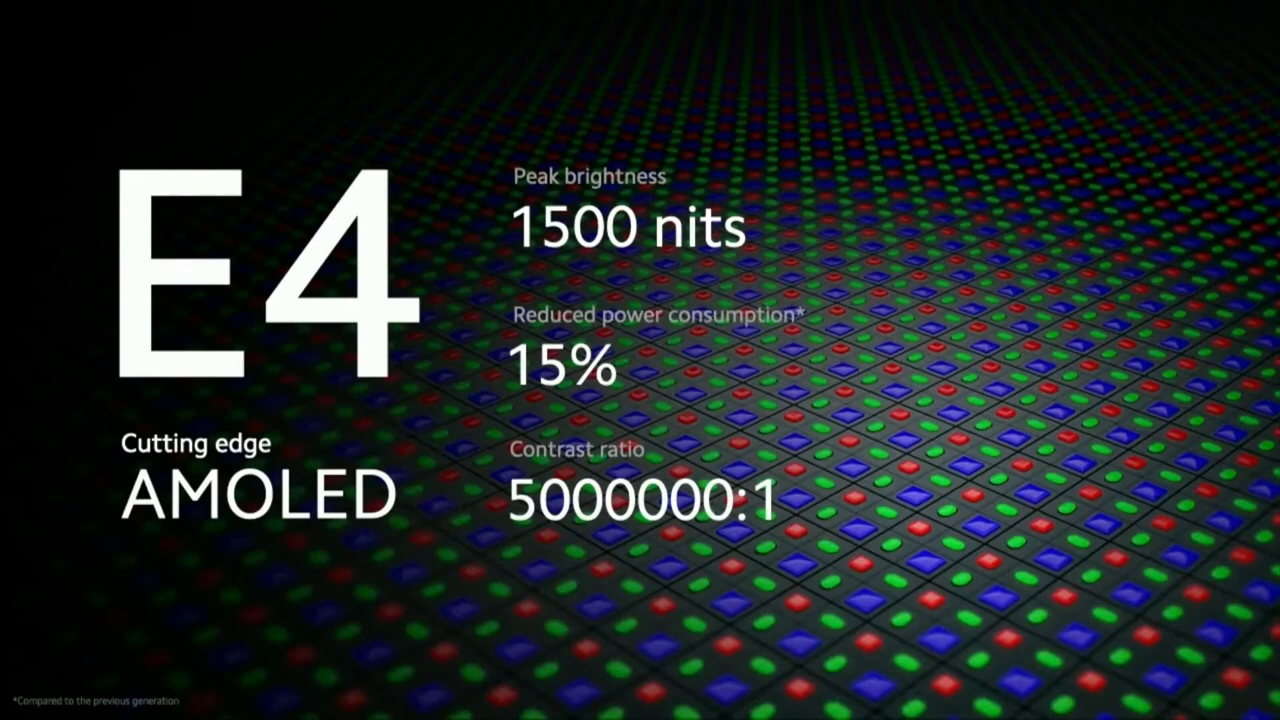 E4
Cutting edge
AMOLED
Peak brightness
1500 nits
Reduced power consumption*
15%
Contrast ratio
5000000:1
*Compared to the previous generation